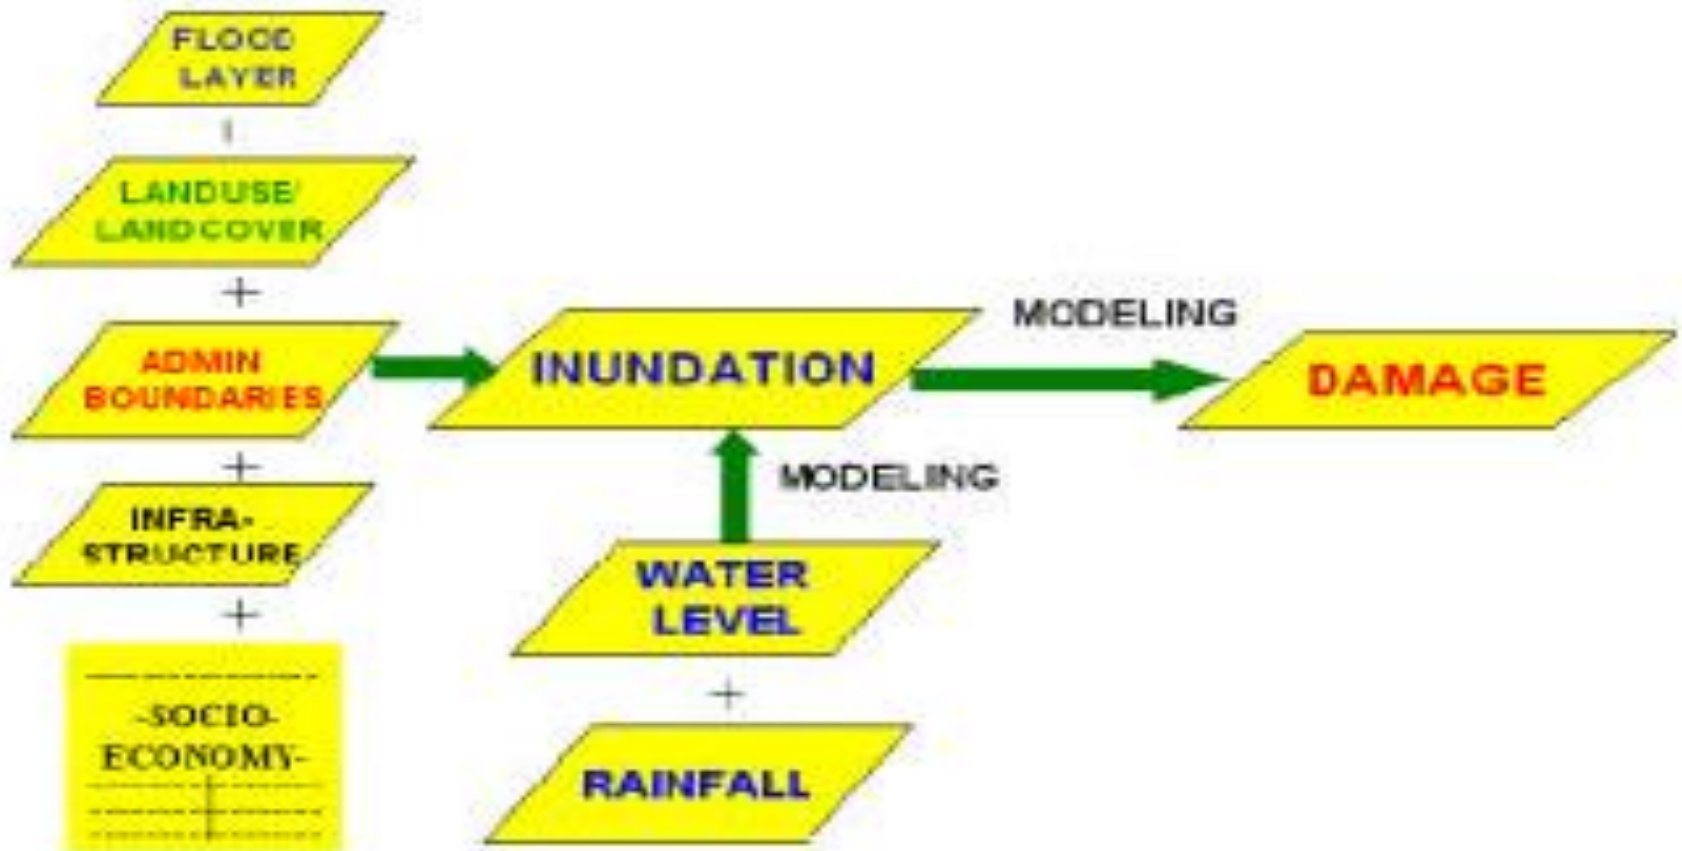 FLOOD
LAYER
+
LANDUSE/
LANDCOVER
+
ADMIN
BOUNDARIES
+
INFRA-
STRUCTURE
+
-SOCIO-
ECONOMY-
INUNDATION
MODELING
WATER
LEVEL
+
RAINFALL
MODELING
DAMAGE